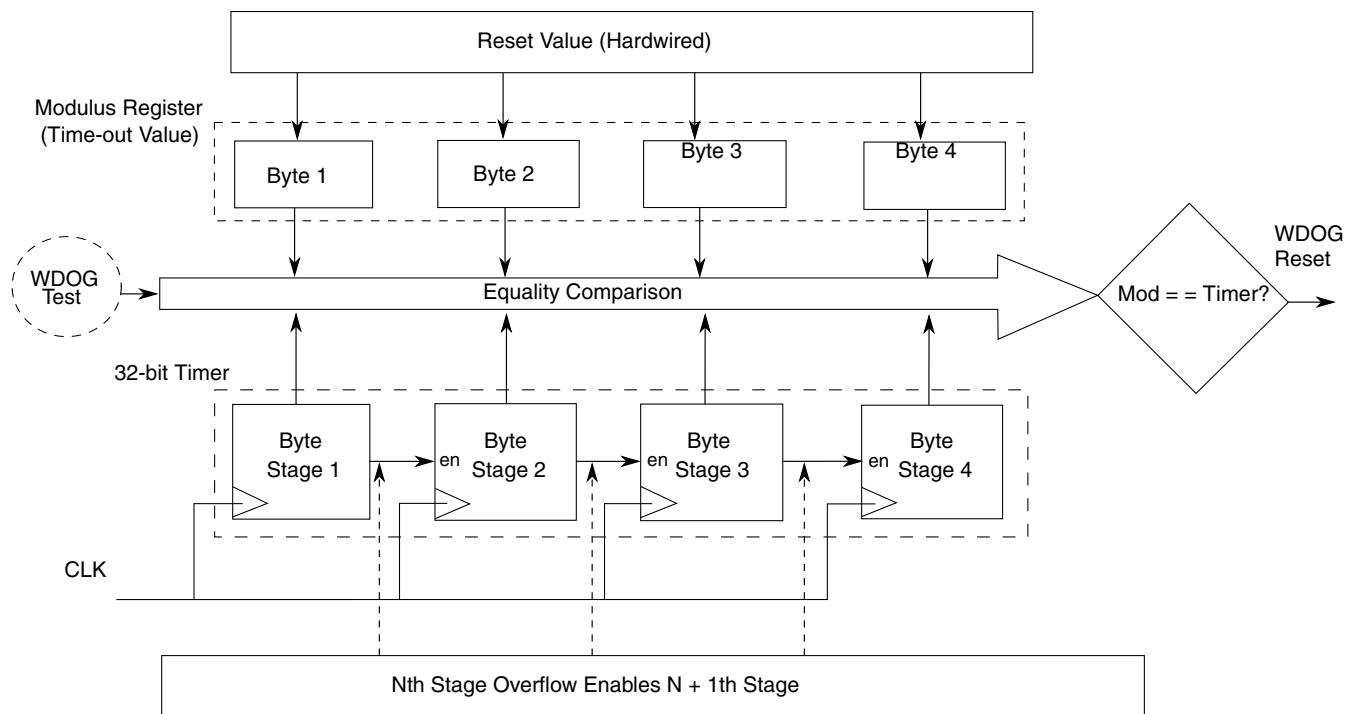 Reset Value (Hardwired)
Modulus Register
(Time-out Value)
Byte 1
Byte 2
Byte 3
Byte 4
WDOG
Test
Equality Comparison
Mod = = Timer?
WDOG
Reset
32-bit Timer
Byte
Stage 1
en
Byte
Stage 2
en
Byte
Stage 3
en
Byte
Stage 4
CLK
Nth Stage Overflow Enables N + 1th Stage